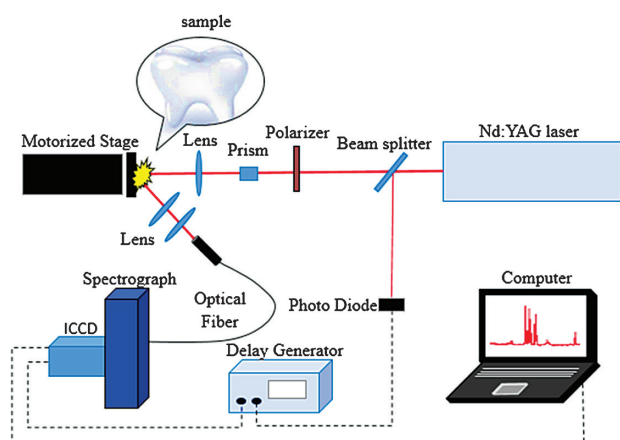 sample
Motorized Stage
Lens
Prism
Polarizer
Beam splitter
Nd:YAG laser
Lens
Spectrograph
Optical
Fiber
Photo Diode
Computer
ICCD
Delay Generator